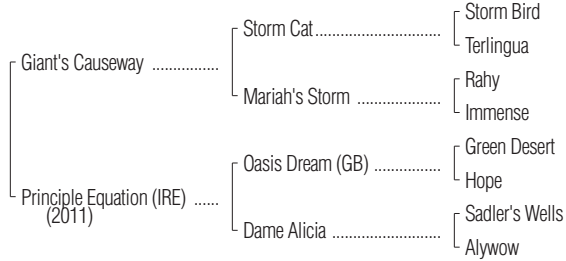 Storm Bird
Storm Cat..............................
Terlingua
Giant's Causeway ................
Rahy
Mariah's Storm ....................
Immense
Green Desert
Oasis Dream (GB) ................
Hope
Principle Equation (IRE) ......
(2011)
Sadler's Wells
Dame Alicia ..........................
Alywow